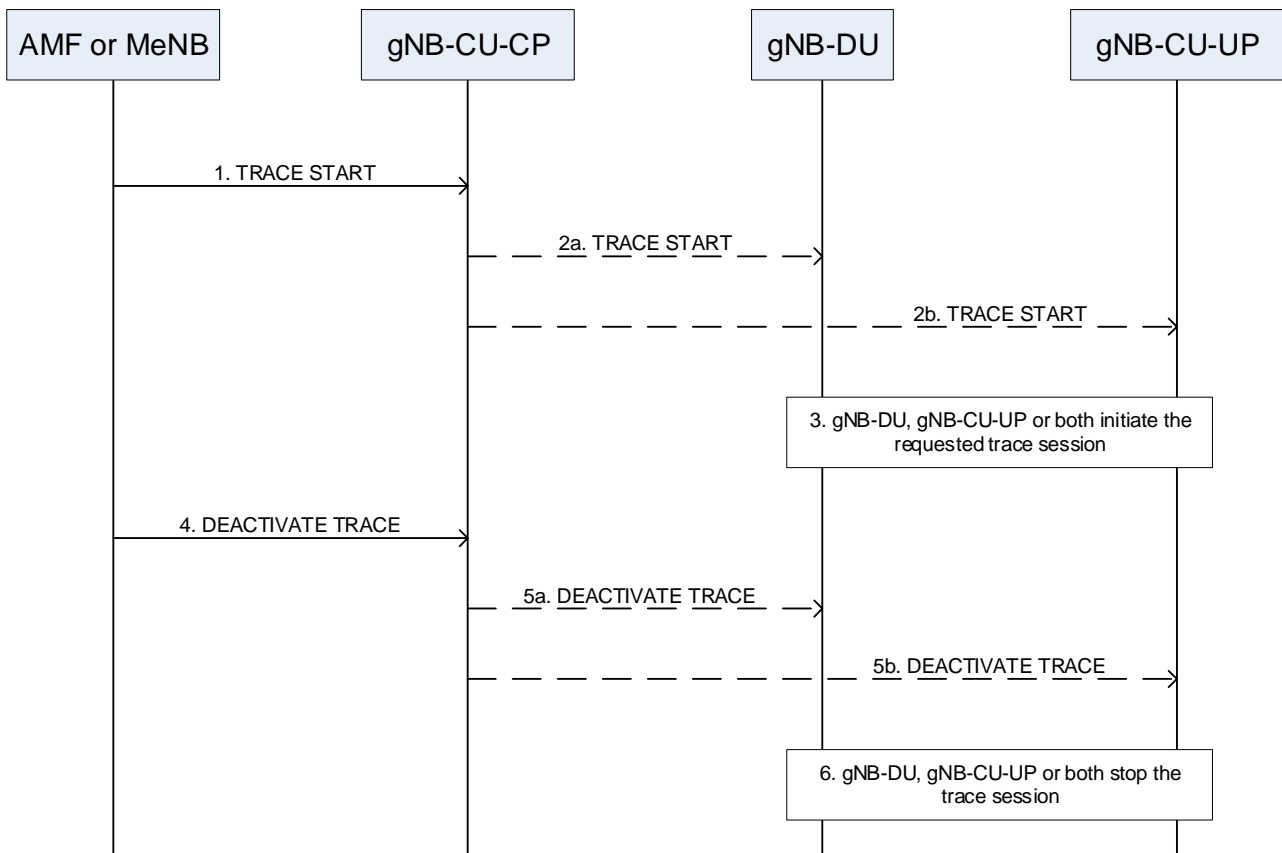 AMF or MeNB
gNB-CU-CP
gNB-DU
gNB-CU-UP
1. TRACE START
2a. TRACE START
2b. TRACE START
3. gNB-DU, gNB-CU-UP or both initiate the
requested trace session
4. DEACTIVATE TRACE
5a. DEACTIVATE TRACE
5b. DEACTIVATE TRACE
6. gNB-DU, gNB-CU-UP or both stop the
trace session